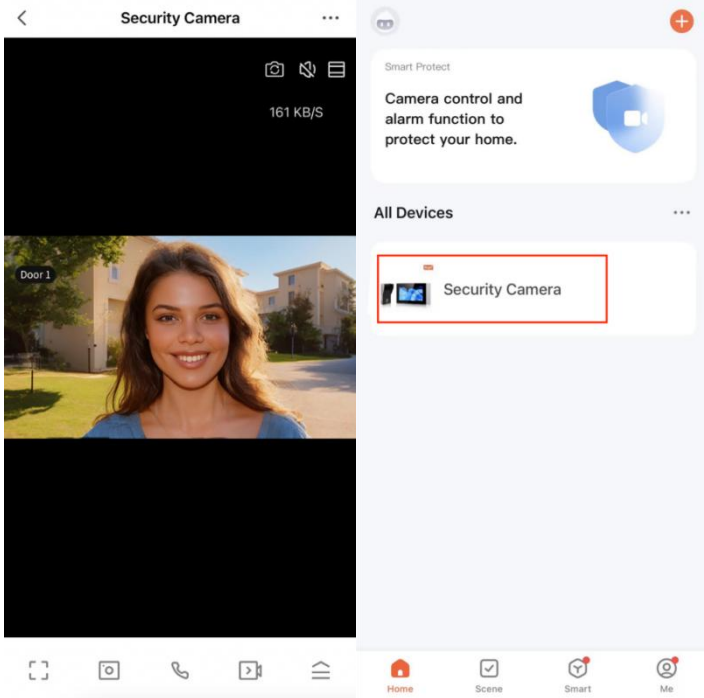 Security Camera
161 KB/S
Door 1
Smart Protect
Camera control and
alarm function to
protect your home.
All Devices
Security Camera
Home
Scene
Smart
Me